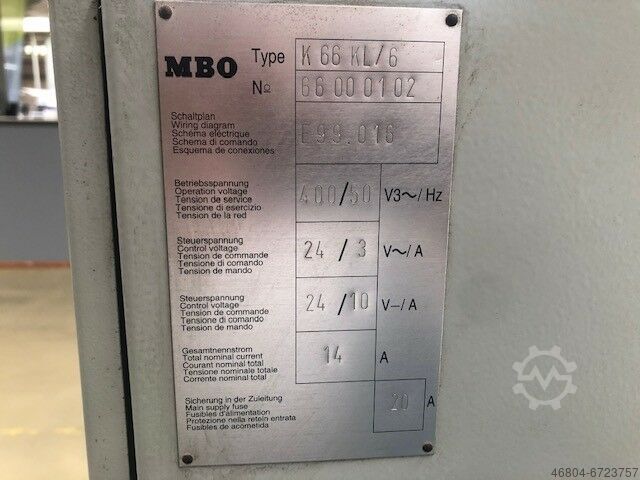 MBO Type K 66 KL/6
No 66 00 01 02
Schaltplan
Wiring diagram
Schéma électrique
Schema di comando
Esquema de conexiones
E99.016
Betriebsspannung
Operation voltage
Tension de service
Tensione di esercizio
Tension de la red
400/50 V3~/Hz
Steuerspannung
Control voltage
Tension de commande
Tensione di comando
Tension de mando
24 / 3 V~/A
Steuerspannung
Control voltage
Tension de commande
Tensione di comando
Tension de mando
24 /10 V–/A
Gesamtnennstrom
Total nominal current
Courant nominal total
Tensione nominale totale
Corrente nominal total
14 A
Sicherung in der Zuleitung
Main supply fuse
Fusibles d'alimentation
Protezione nella retein entrata
Fusibles de acometida
20 A
46804-6723757